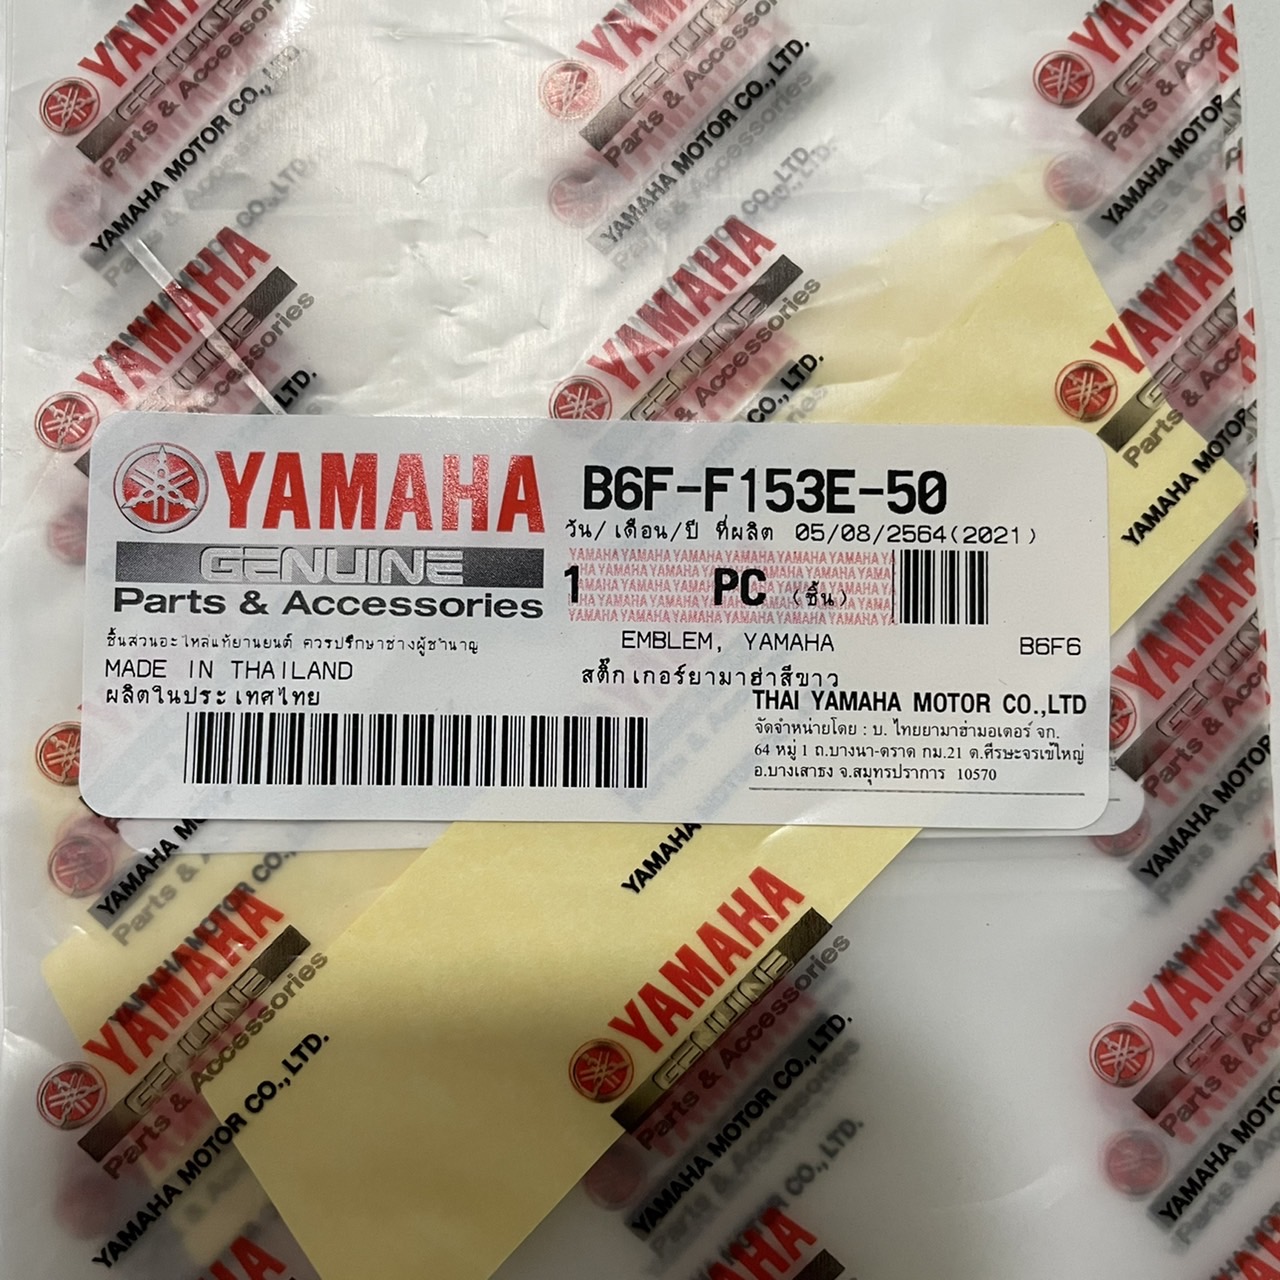 YAMAHA
GENUINE
Parts & Accessories
ชิ้นส่วนอะไหล่แท้ยานยนต์ ควรปรึกษาช่างผู้ชำนาญ
MADE IN THAILAND
ผลิตในประเทศไทย
B6F-F153E-50
วัน/เดือน/ปี ที่ผลิต 05/08/2564(2021)
1 PC (ชิ้น)
EMBLEM, YAMAHA B6F6
สติ๊กเกอร์ยามาฮ่าสีขาว
THAI YAMAHA MOTOR CO.,LTD
จัดจำหน่ายโดย : บ. ไทยยามาฮ่ามอเตอร์ จก.
64 หมู่ 1 ถ.บางนา-ตราด กม.21 ต.ศีรษะจรเข้ใหญ่
อ.บางเสาธง จ.สมุทรปราการ 10570
YAMAHA
GENUINE
Parts & Accessories
YAMAHA MOTOR CO.,LTD.